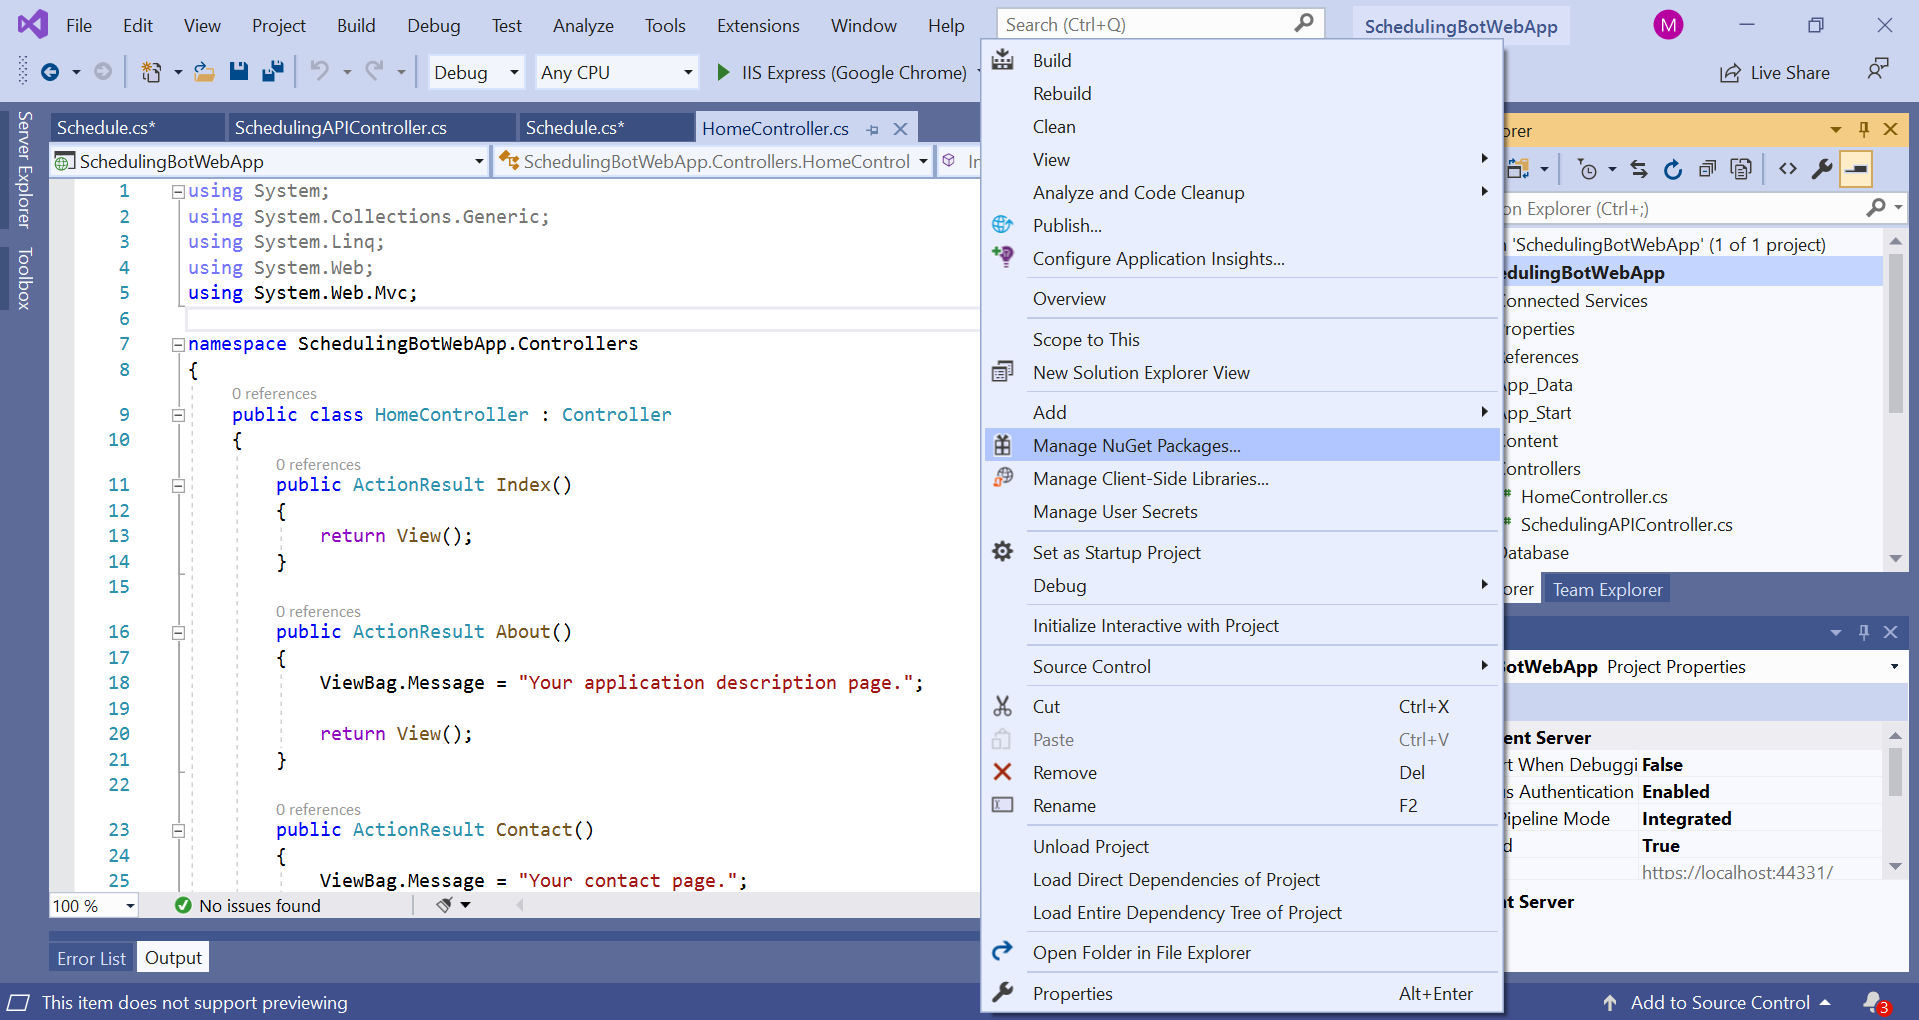 File Edit View Project Build Debug Test Analyze Tools Extensions Window Help Search (Ctrl+Q) SchedulingBotWebApp M
Debug Any CPU IIS Express (Google Chrome) Live Share
Server Explorer
Toolbox
Schedule.cs* SchedulingAPIController.cs Schedule.cs* HomeController.cs
SchedulingBotWebApp SchedulingBotWebApp.Controllers.HomeControl In
1 using System;
2 using System.Collections.Generic;
3 using System.Linq;
4 using System.Web;
5 using System.Web.Mvc;
6
7 namespace SchedulingBotWebApp.Controllers
8 {
0 references
9 public class HomeController : Controller
10 {
0 references
11 public ActionResult Index()
12 {
13 return View();
14 }
15
0 references
16 public ActionResult About()
17 {
18 ViewBag.Message = "Your application description page.";
19
20 return View();
21 }
22
0 references
23 public ActionResult Contact()
24 {
25 ViewBag.Message = "Your contact page.";
100 % No issues found
Error List Output
This item does not support previewing
Build
Rebuild
Clean
View
Analyze and Code Cleanup
Publish...
Configure Application Insights...
Overview
Scope to This
New Solution Explorer View
Add
Manage NuGet Packages...
Manage Client-Side Libraries...
Manage User Secrets
Set as Startup Project
Debug
Initialize Interactive with Project
Source Control
Cut Ctrl+X
Paste Ctrl+V
Remove Del
Rename F2
Unload Project
Load Direct Dependencies of Project
Load Entire Dependency Tree of Project
Open Folder in File Explorer
Properties Alt+Enter
orer
on Explorer (Ctrl+;)
n 'SchedulingBotWebApp' (1 of 1 project)
edulingBotWebApp
onnected Services
roperties
eferences
pp_Data
pp_Start
ontent
ontrollers
HomeController.cs
SchedulingAPIController.cs
Database
orer Team Explorer
BotWebApp Project Properties
ent Server
rt When Debuggi False
s Authentication Enabled
Pipeline Mode Integrated
d True
https://localhost:44331/
nt Server
Add to Source Control 3